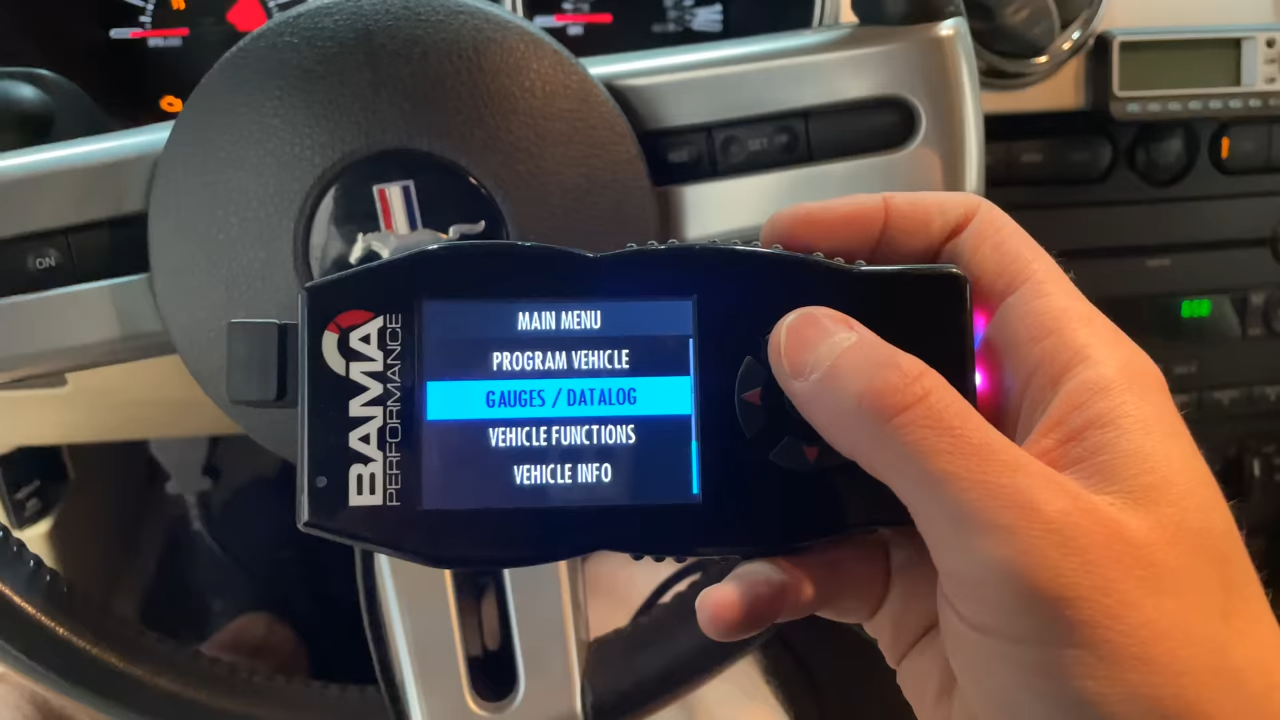 SET
ON
BAMA
PERFORMANCE
MAIN MENU
PROGRAM VEHICLE
GAUGES / DATALOG
VEHICLE FUNCTIONS
VEHICLE INFO